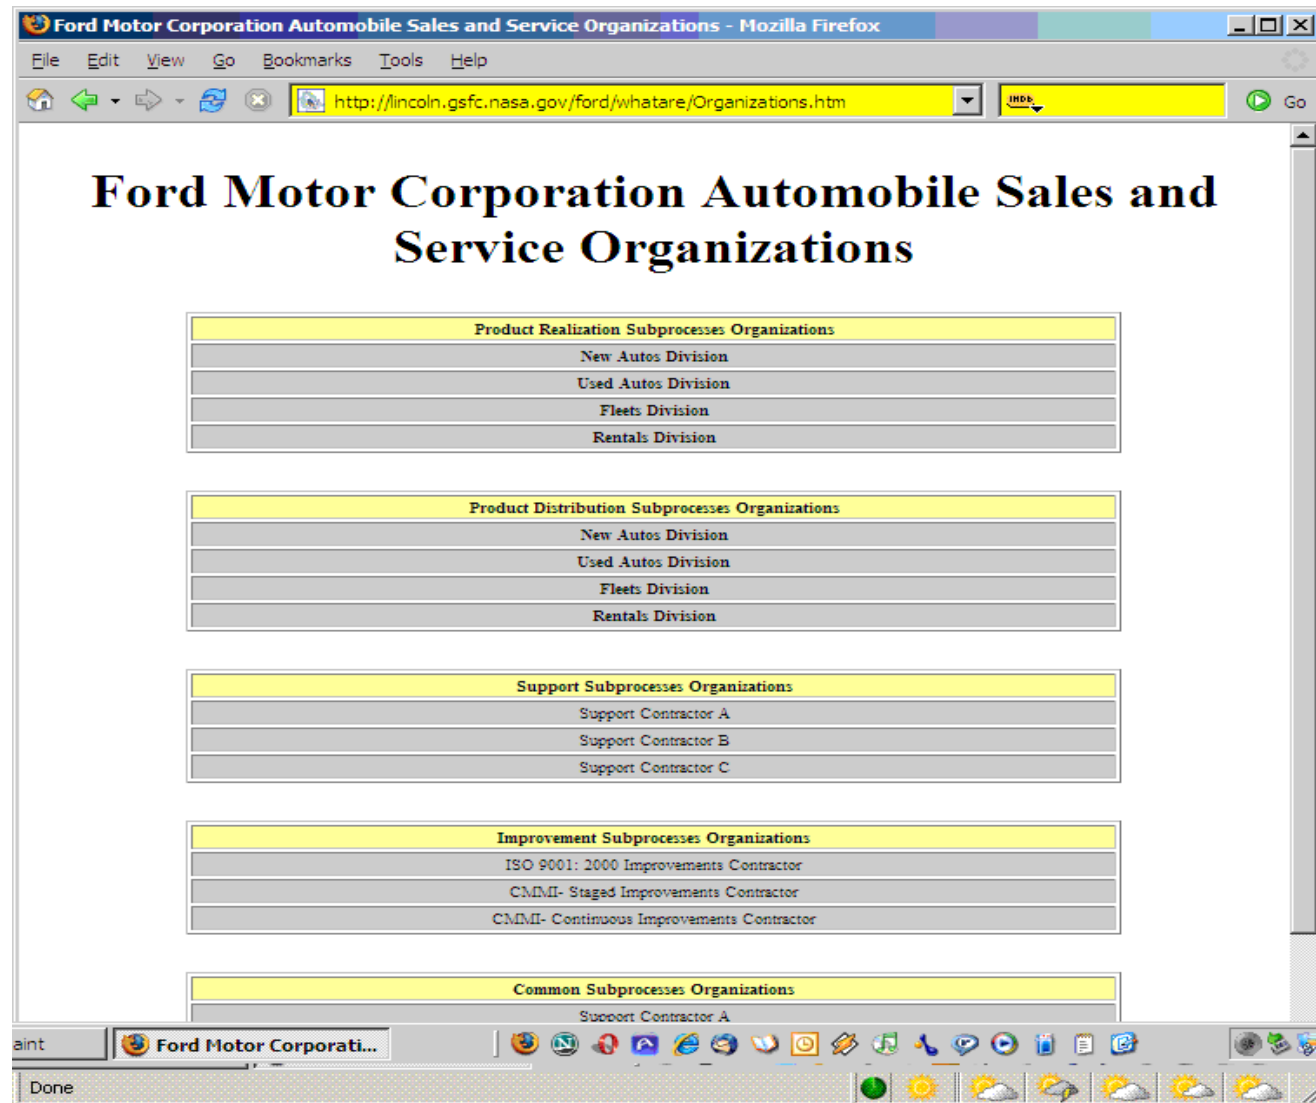 Ford Motor Corporation Automobile Sales and Service Organizations - Mozilla Firefox
File Edit View Go Bookmarks Tools Help
http://lincoln.gsfc.nasa.gov/ford/whatare/Organizations.htm IMDb Go
Ford Motor Corporation Automobile Sales and
Service Organizations
Product Realization Subprocesses Organizations
New Autos Division
Used Autos Division
Fleets Division
Rentals Division
Product Distribution Subprocesses Organizations
New Autos Division
Used Autos Division
Fleets Division
Rentals Division
Support Subprocesses Organizations
Support Contractor A
Support Contractor B
Support Contractor C
Improvement Subprocesses Organizations
ISO 9001: 2000 Improvements Contractor
CMMI- Staged Improvements Contractor
CMMI- Continuous Improvements Contractor
Common Subprocesses Organizations
Support Contractor A
aint Ford Motor Corporati...
Done